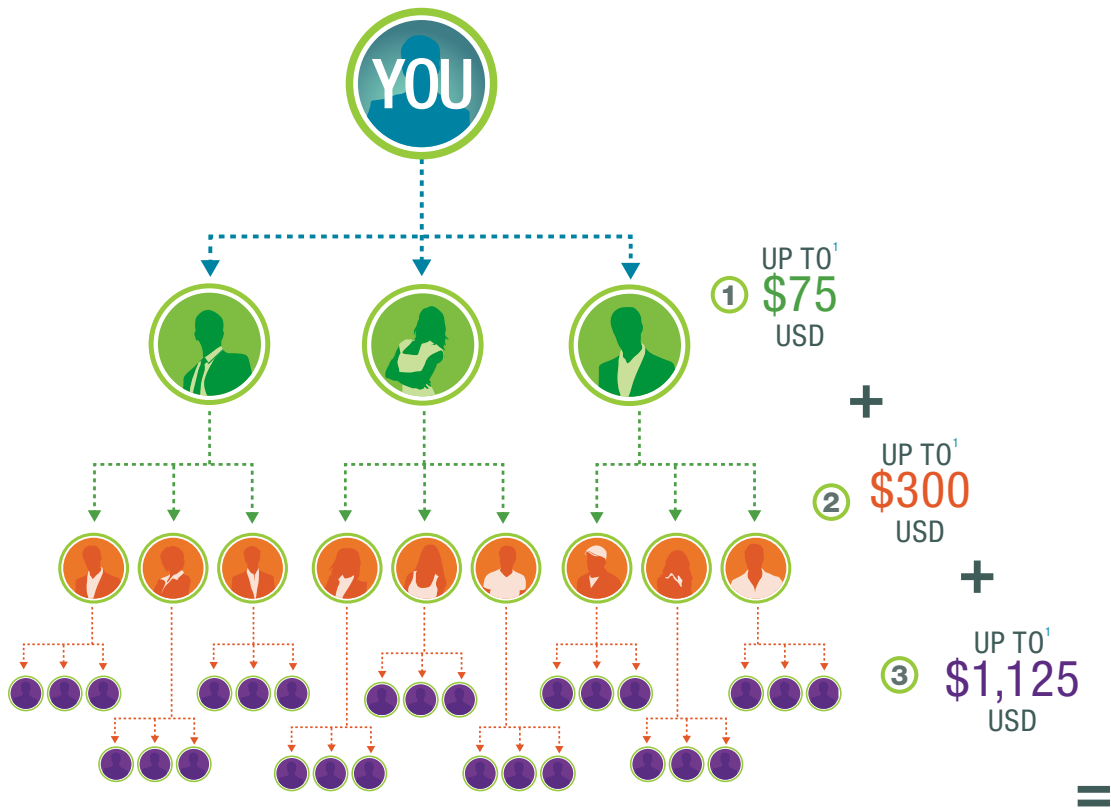 YOU
UP TO¹
1 $75
USD
+
UP TO¹
2 $300
USD
+
UP TO¹
3 $1,125
USD
=